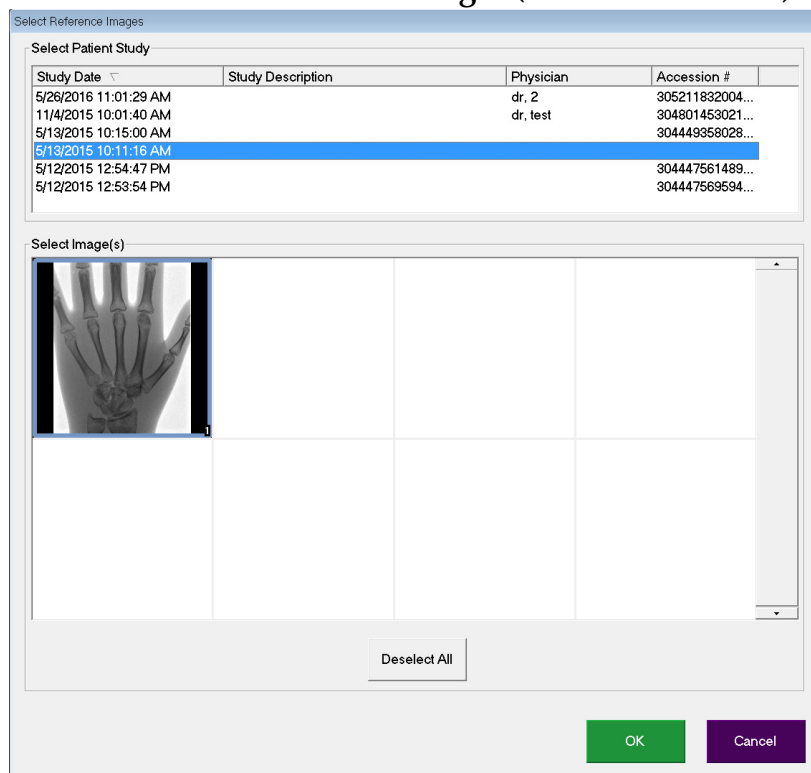 Select Reference Images
Select Patient Study
Study Date Study Description Physician Accession #
5/26/2016 11:01:29 AM dr, 2 305211832004...
11/4/2015 10:01:40 AM dr, test 304801453021...
5/13/2015 10:15:00 AM 304449358028...
5/13/2015 10:11:16 AM
5/12/2015 12:54:47 PM 304447561489...
5/12/2015 12:53:54 PM 304447569594...
Select Image(s)
1
Deselect All
OK Cancel